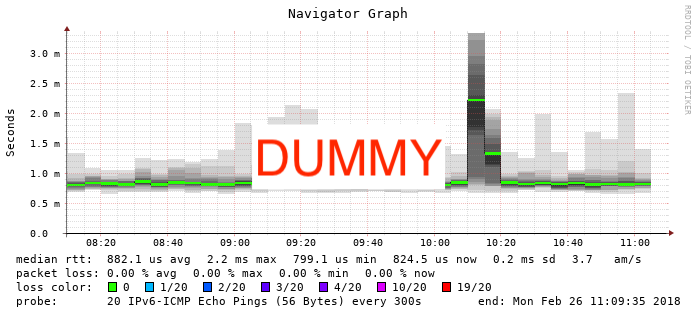 Navigator Graph
RRDTOOL / TOBI OETIKER
Seconds
3.0 m
2.5 m
2.0 m
1.5 m
1.0 m
0.5 m
0.0
DUMMY
08:20 08:40 09:00 09:20 09:40 10:00 10:20 10:40 11:00
median rtt: 882.1 us avg 2.2 ms max 799.1 us min 824.5 us now 0.2 ms sd 3.7 am/s
packet loss: 0.00 % avg 0.00 % max 0.00 % min 0.00 % now
loss color: 0 1/20 2/20 3/20 4/20 10/20 19/20
probe: 20 IPv6-ICMP Echo Pings (56 Bytes) every 300s end: Mon Feb 26 11:09:35 2018